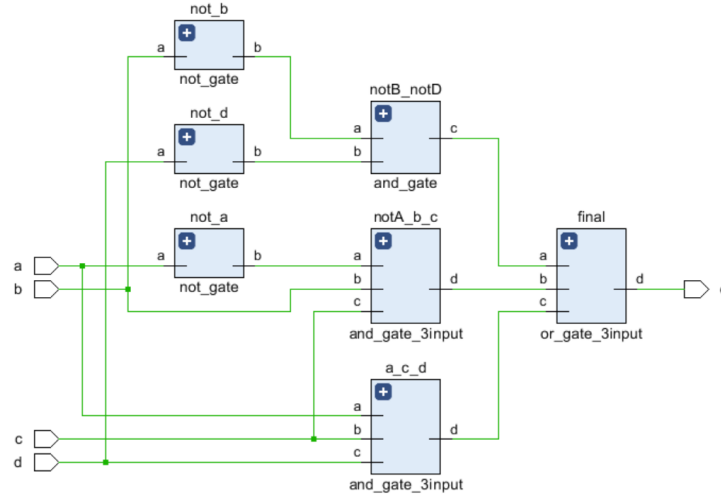 not_b
a
b
not_gate
not_d
a
b
not_gate
notB_notD
a
b
c
and_gate
not_a
a
b
not_gate
notA_b_c
a
b
c
d
and_gate_3input
final
a
b
c
d
or_gate_3input
a
b
a_c_d
a
b
c
d
and_gate_3input
c
d